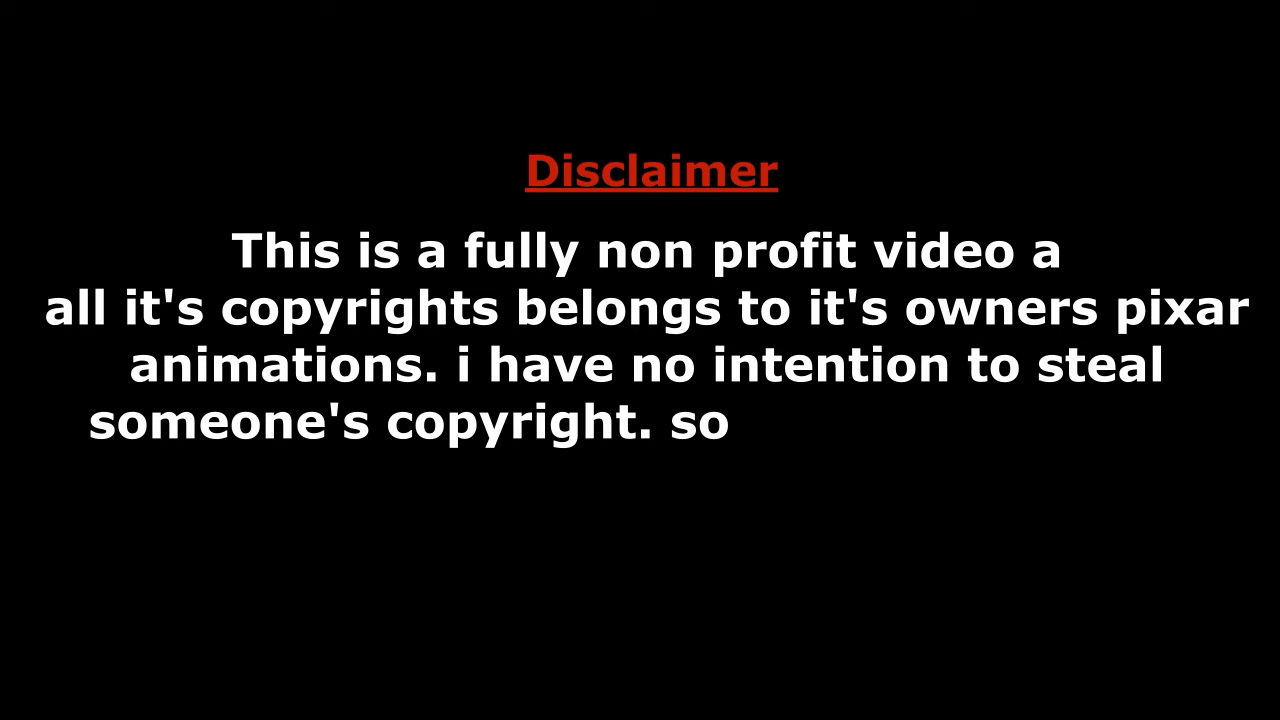 Disclaimer
This is a fully non profit video a
all it's copyrights belongs to it's owners pixar
animations. i have no intention to steal
someone's copyright. so